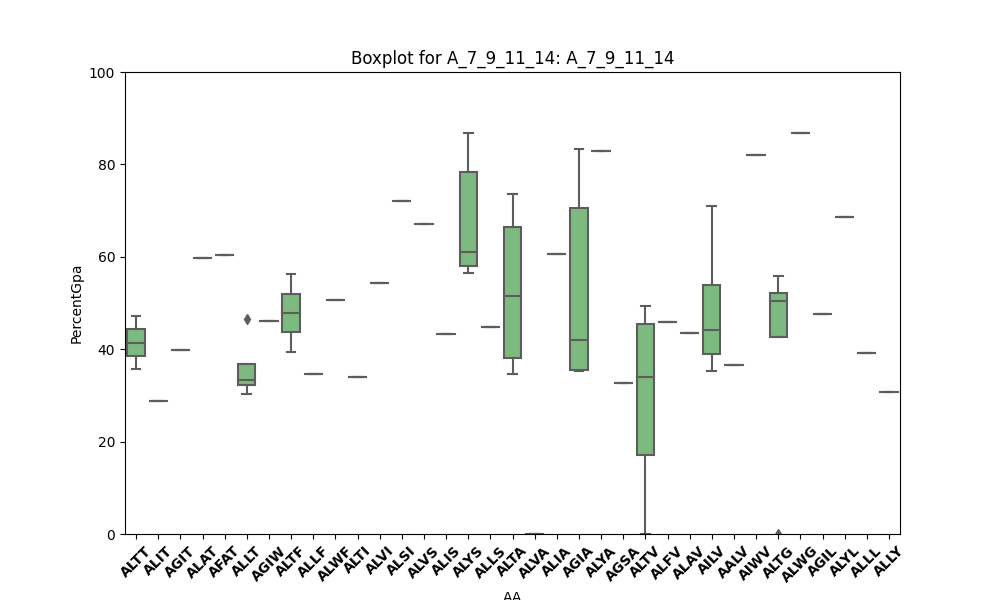 Boxplot for A_7_9_11_14: A_7_9_11_14
100
80
60
40
20
0
PercentGpa
ALTT ALIT AGIT ALAT AFAT ALLT AGIW ALTF ALLF ALWF ALTI ALVI ALSI ALVS ALIS ALYS ALLS ALTA ALVA ALIA AGIA ALYA AGSA ALTV ALFV ALAV AILV AALV AIWV ALTG ALWG AGIL ALYL ALLL ALLY
AA